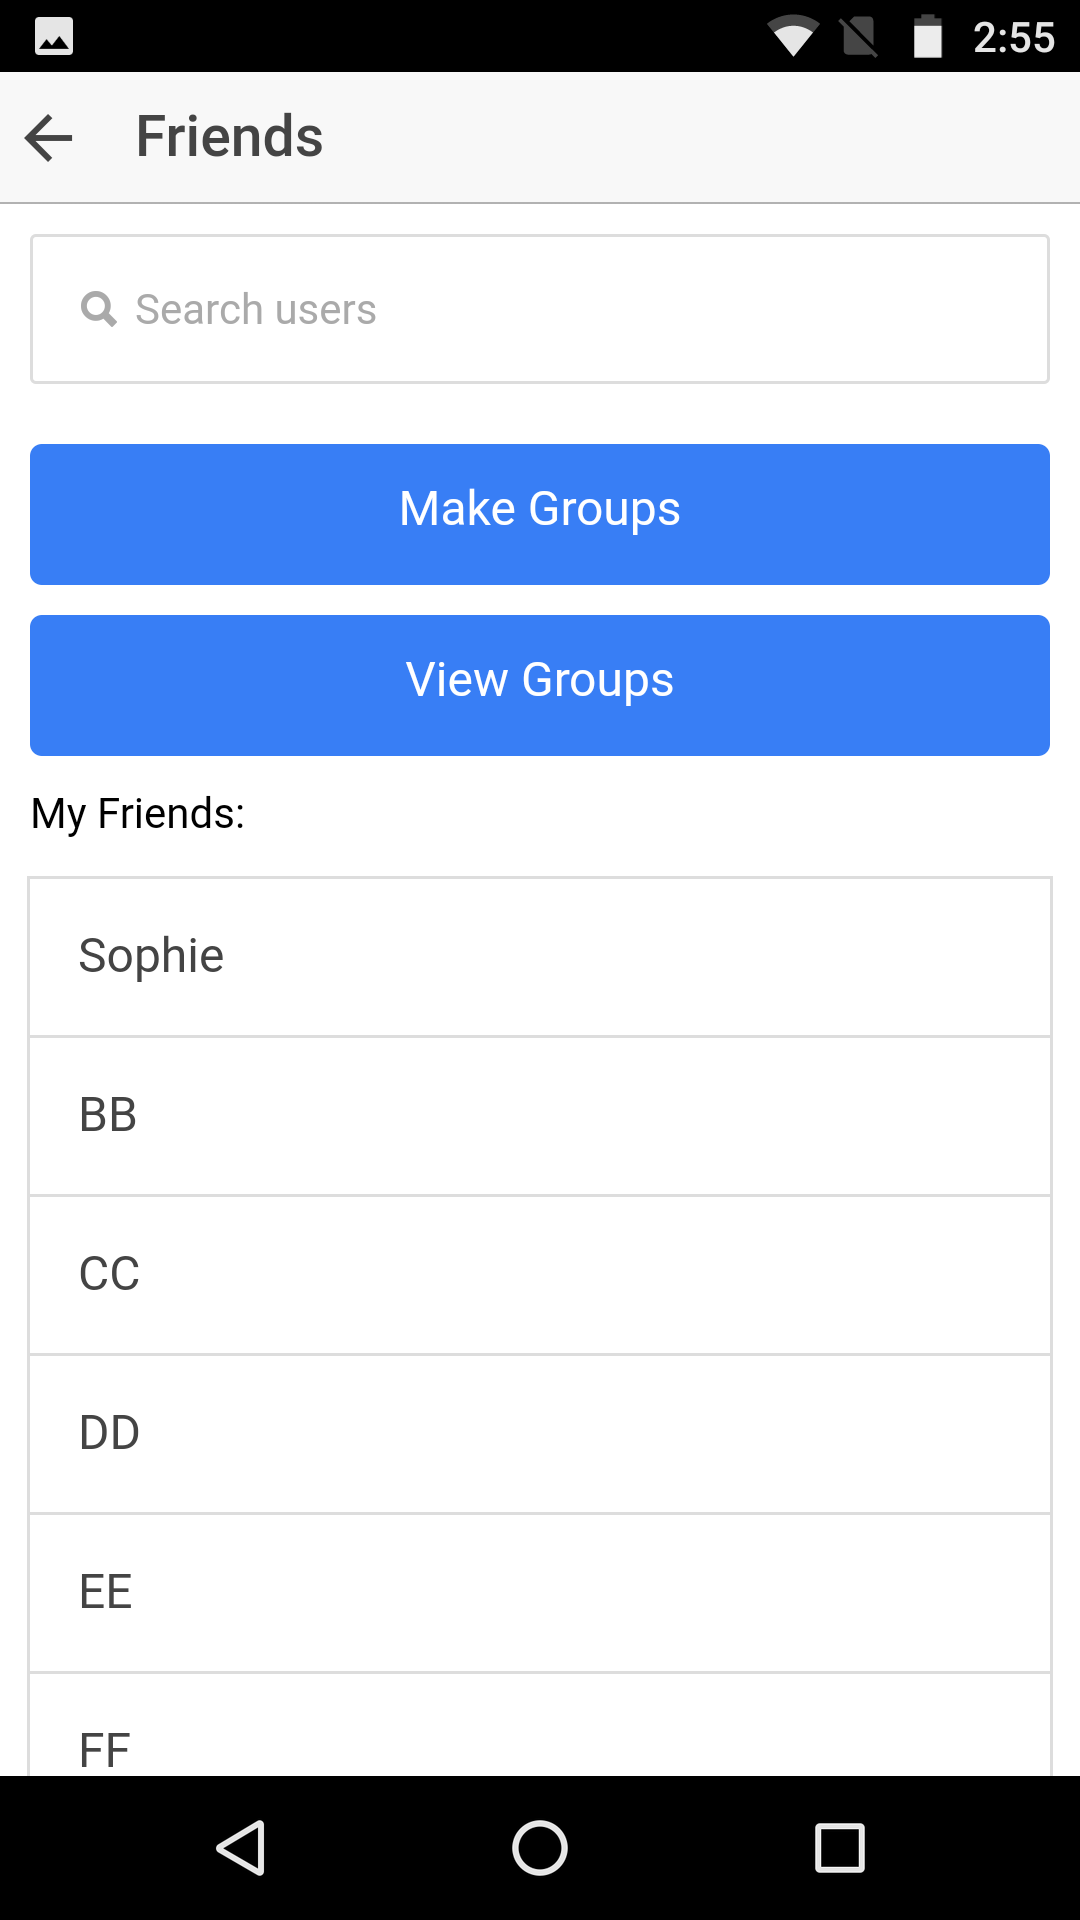 2:55
Friends
Search users
Make Groups
View Groups
My Friends:
Sophie
BB
CC
DD
EE
FF